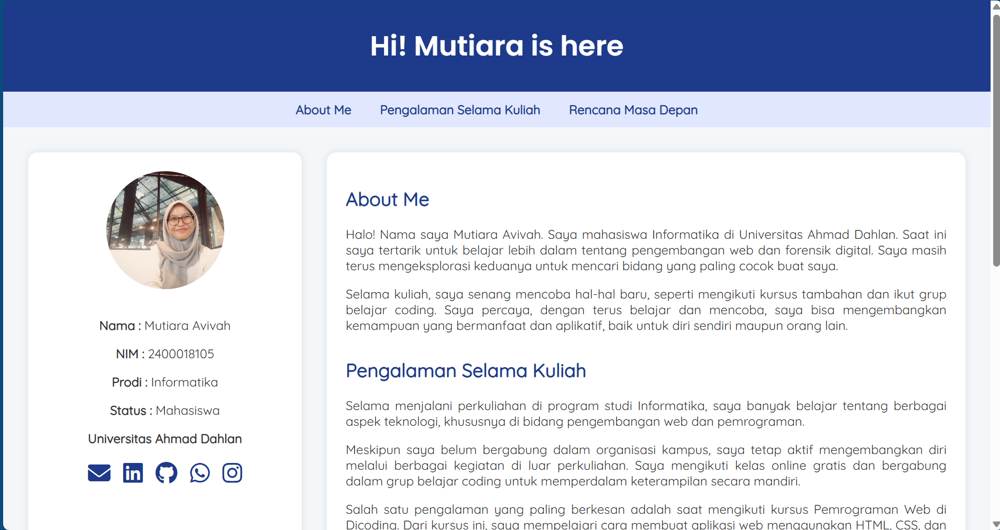 Hi! Mutiara is here
About Me
Pengalaman Selama Kuliah
Rencana Masa Depan
Nama : Mutiara Avivah
NIM : 2400018105
Prodi : Informatika
Status : Mahasiswa
Universitas Ahmad Dahlan
About Me
Halo! Nama saya Mutiara Avivah. Saya mahasiswa Informatika di Universitas Ahmad Dahlan. Saat ini
saya tertarik untuk belajar lebih dalam tentang pengembangan web dan forensik digital. Saya masih
terus mengeksplorasi keduanya untuk mencari bidang yang paling cocok buat saya.
Selama kuliah, saya senang mencoba hal-hal baru, seperti mengikuti kursus tambahan dan ikut grup
belajar coding. Saya percaya, dengan terus belajar dan mencoba, saya bisa mengembangkan
kemampuan yang bermanfaat dan aplikatif, baik untuk diri sendiri maupun orang lain.
Pengalaman Selama Kuliah
Selama menjalani perkuliahan di program studi Informatika, saya banyak belajar tentang berbagai
aspek teknologi, khususnya di bidang pengembangan web dan pemrograman.
Meskipun saya belum bergabung dalam organisasi kampus, saya tetap aktif mengembangkan diri
melalui berbagai kegiatan di luar perkuliahan. Saya mengikuti kelas online gratis dan bergabung
dalam grup belajar coding untuk memperdalam keterampilan secara mandiri.
Salah satu pengalaman yang paling berkesan adalah saat mengikuti kursus Pemrograman Web di
Dicoding. Dari kursus ini, saya mempelajari cara membuat aplikasi web menggunakan HTML, CSS, dan